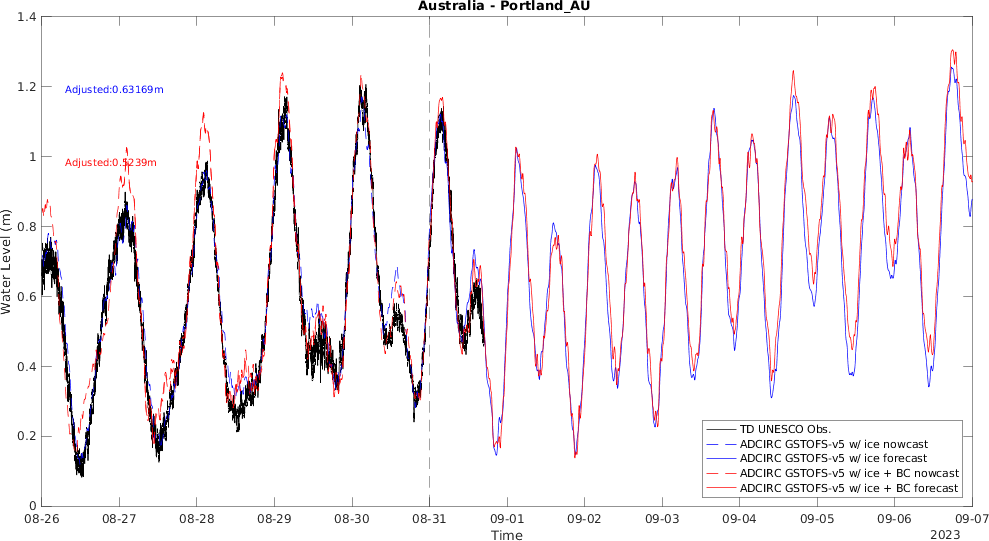 Australia - Portland_AU
1.4
1.2
1
0.8
0.6
0.4
0.2
0
Water Level (m)
Adjusted:0.63169m
Adjusted:0.5239m
TD UNESCO Obs.
ADCIRC GSTOFS-v5 w/ ice nowcast
ADCIRC GSTOFS-v5 w/ ice forecast
ADCIRC GSTOFS-v5 w/ ice + BC nowcast
ADCIRC GSTOFS-v5 w/ ice + BC forecast
08-26 08-27 08-28 08-29 08-30 08-31 09-01 09-02 09-03 09-04 09-05 09-06 09-07
Time
2023